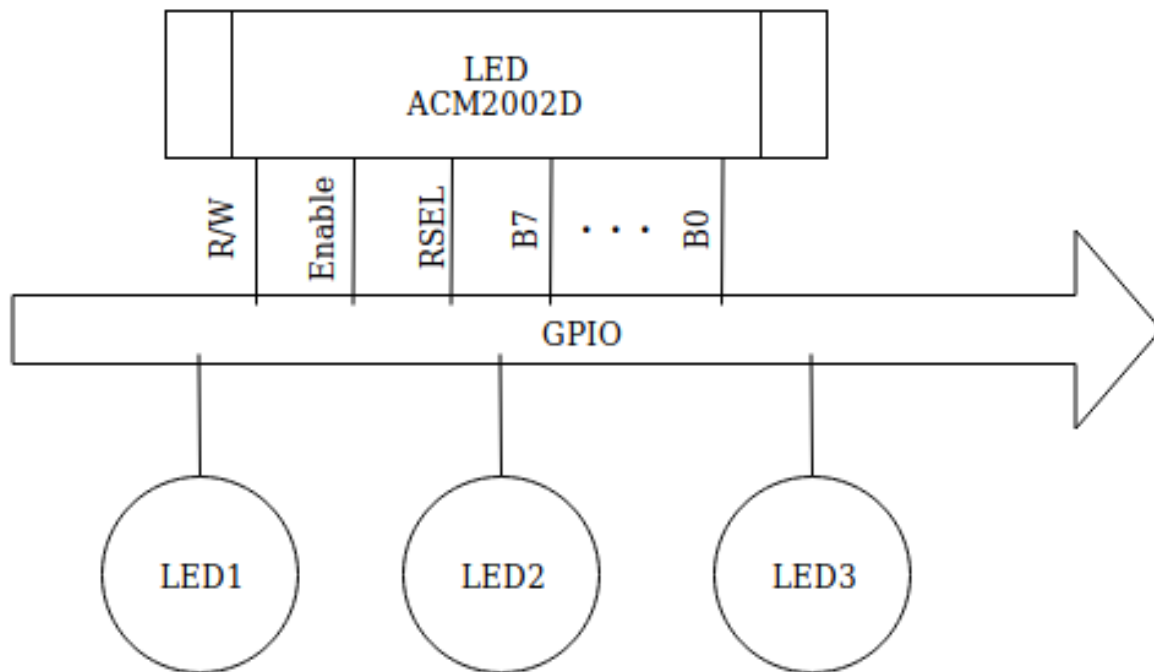 LED
ACM2002D
R/W
Enable
RSEL
B7
. . .
B0
GPIO
LED1
LED2
LED3